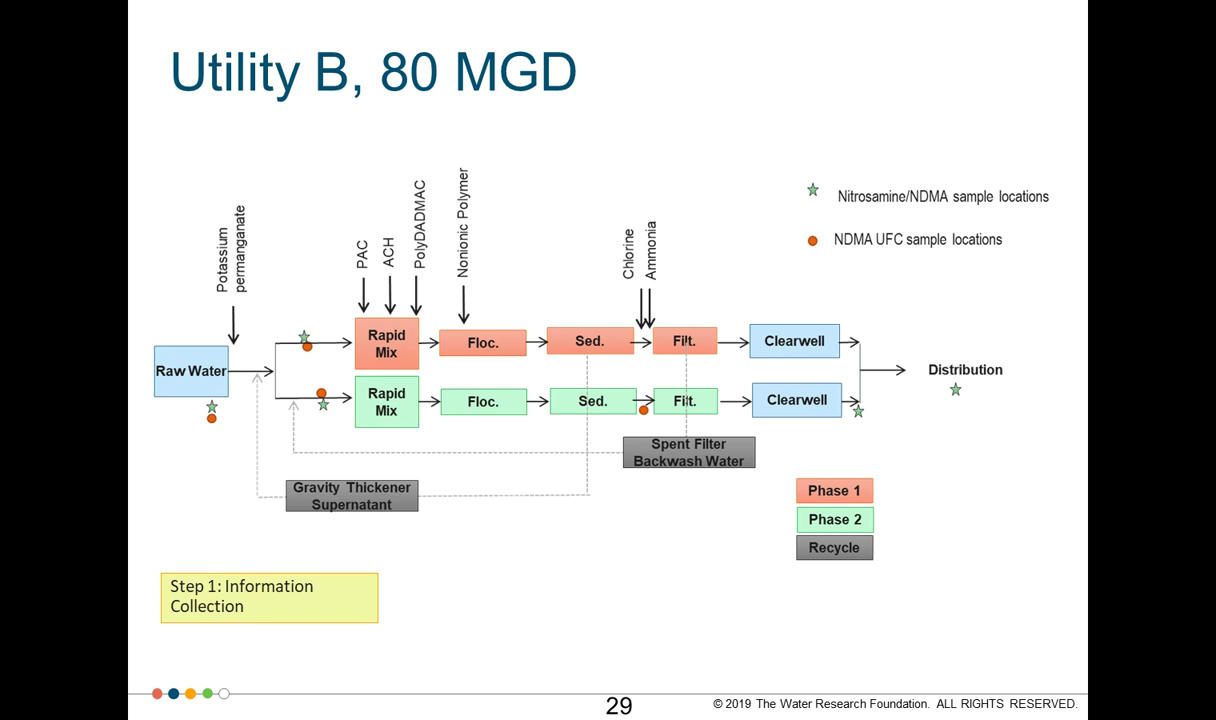 Utility B, 80 MGD
Potassium
permanganate
PAC
ACH
PolyDADMAC
Nonionic Polymer
Chlorine
Ammonia
Nitrosamine/NDMA sample locations
NDMA UFC sample locations
Raw Water
Rapid
Mix
Floc.
Sed.
Filt.
Clearwell
Distribution
Rapid
Mix
Floc.
Sed.
Filt.
Clearwell
Spent Filter
Backwash Water
Gravity Thickener
Supernatant
Phase 1
Phase 2
Recycle
Step 1: Information
Collection
29
© 2019 The Water Research Foundation. ALL RIGHTS RESERVED.